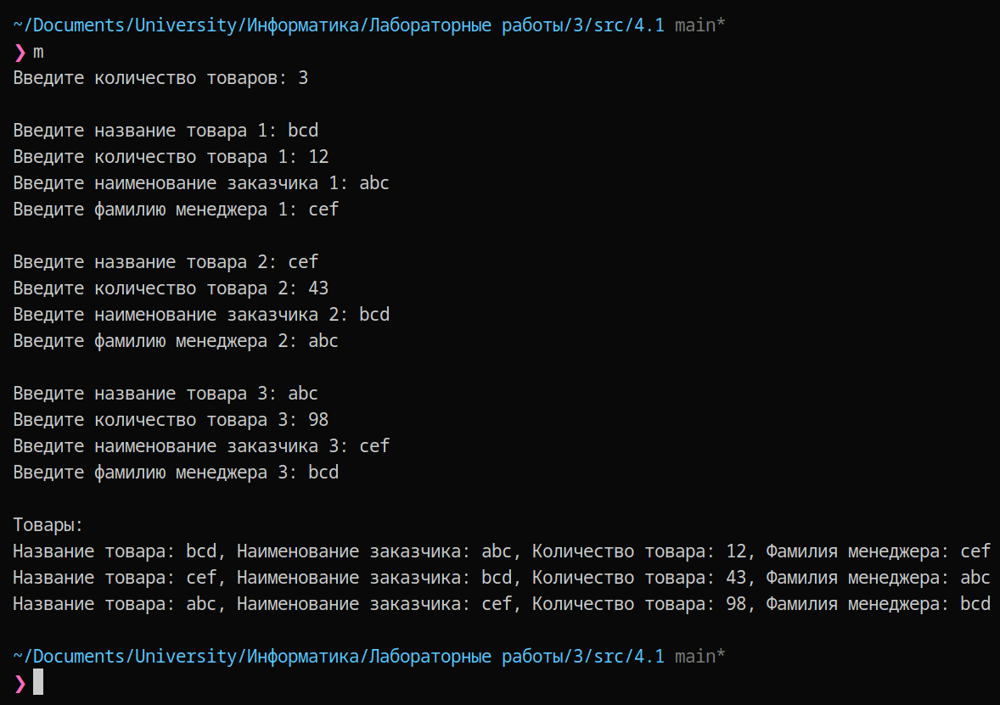 ~/Documents/University/Информатика/Лабораторные работы/3/src/4.1 main*
❯ m
Введите количество товаров: 3
Введите название товара 1: bcd
Введите количество товара 1: 12
Введите наименование заказчика 1: abc
Введите фамилию менеджера 1: cef
Введите название товара 2: cef
Введите количество товара 2: 43
Введите наименование заказчика 2: bcd
Введите фамилию менеджера 2: abc
Введите название товара 3: abc
Введите количество товара 3: 98
Введите наименование заказчика 3: cef
Введите фамилию менеджера 3: bcd
Товары:
Название товара: bcd, Наименование заказчика: abc, Количество товара: 12, Фамилия менеджера: cef
Название товара: cef, Наименование заказчика: bcd, Количество товара: 43, Фамилия менеджера: abc
Название товара: abc, Наименование заказчика: cef, Количество товара: 98, Фамилия менеджера: bcd
~/Documents/University/Информатика/Лабораторные работы/3/src/4.1 main*
❯